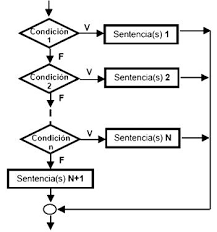 Condición
1
V
Sentencia(s) 1
F
Condición
2
V
Sentencia(s) 2
F
Condición
n
V
Sentencia(s) N
F
Sentencia(s) N+1